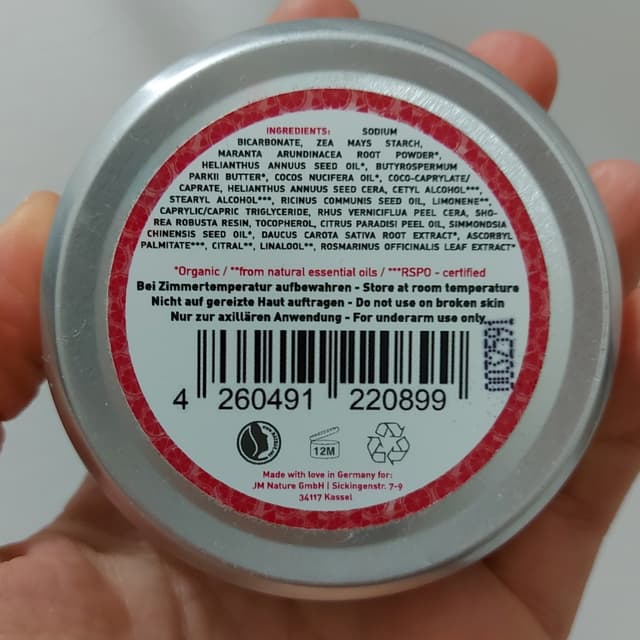 INGREDIENTS: SODIUM
BICARBONATE, ZEA MAYS STARCH,
MARANTA ARUNDINACEA ROOT POWDER*,
HELIANTHUS ANNUUS SEED OIL*, BUTYROSPERMUM
PARKII BUTTER*, COCOS NUCIFERA OIL*, COCO-CAPRYLATE/
CAPRATE, HELIANTHUS ANNUUS SEED CERA, CETYL ALCOHOL***,
STEARYL ALCOHOL***, RICINUS COMMUNIS SEED OIL, LIMONENE**,
CAPRYLIC/CAPRIC TRIGLYCERIDE, RHUS VERNICIFLUA PEEL CERA, SHO-
REA ROBUSTA RESIN, TOCOPHEROL, CITRUS PARADISI PEEL OIL, SIMMONDSIA
CHINENSIS SEED OIL*, DAUCUS CAROTA SATIVA ROOT EXTRACT*, ASCORBYL
PALMITATE***, CITRAL**, LINALOOL**, ROSMARINUS OFFICINALIS LEAF EXTRACT*
*Organic / **from natural essential oils / ***RSPO - certified
Bei Zimmertemperatur aufbewahren - Store at room temperature
Nicht auf gereizte Haut auftragen - Do not use on broken skin
Nur zur axillären Anwendung - For underarm use only
4 260491 220899
12M
Made with love in Germany for:
JM Nature GmbH | Sickingenstr. 7-9
34117 Kassel